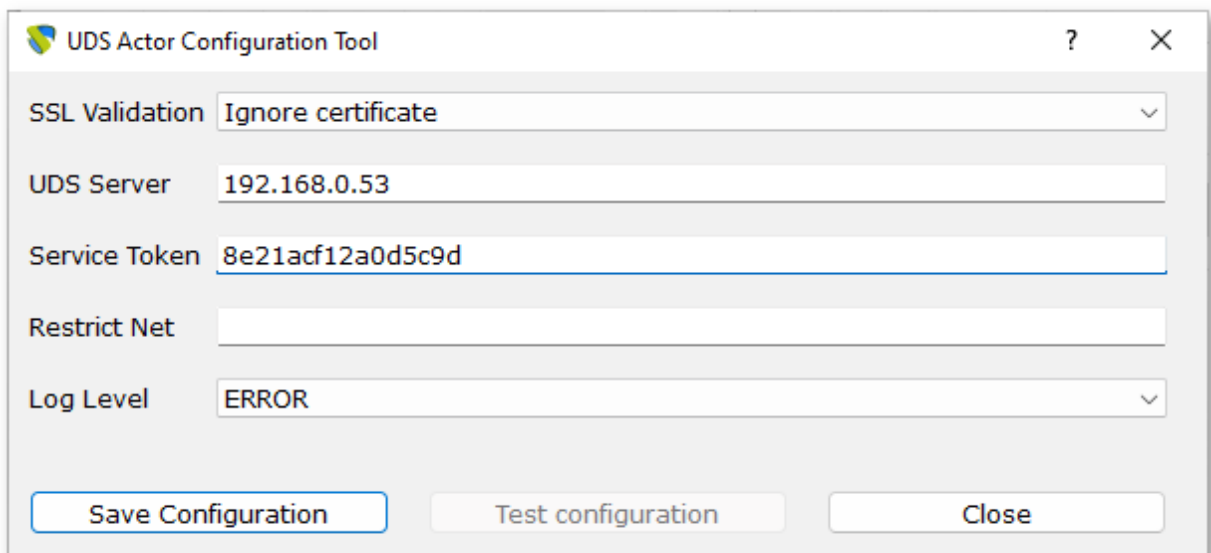 UDS Actor Configuration Tool ?
SSL Validation Ignore certificate
UDS Server 192.168.0.53
Service Token 8e21acf12a0d5c9d
Restrict Net
Log Level ERROR
Save Configuration Test configuration Close